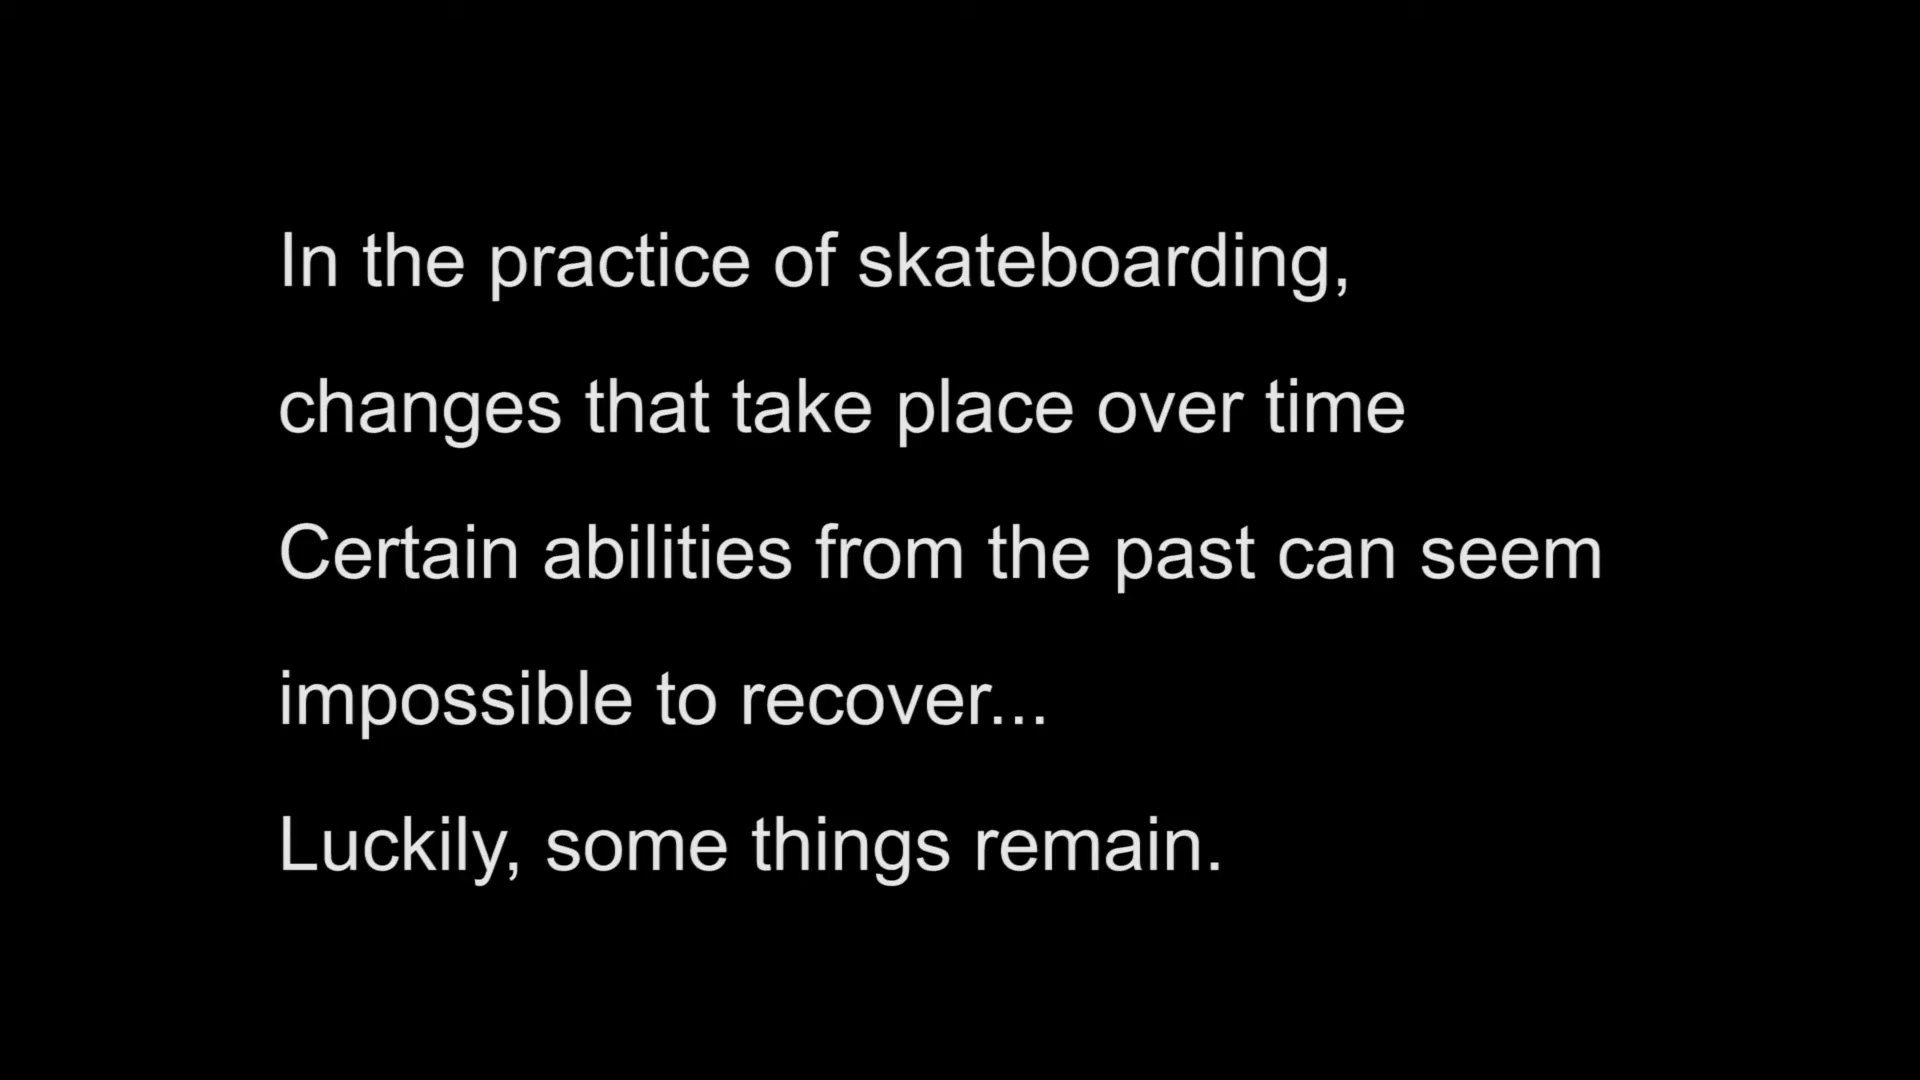 In the practice of skateboarding,
changes that take place over time
Certain abilities from the past can seem
impossible to recover...
Luckily, some things remain.